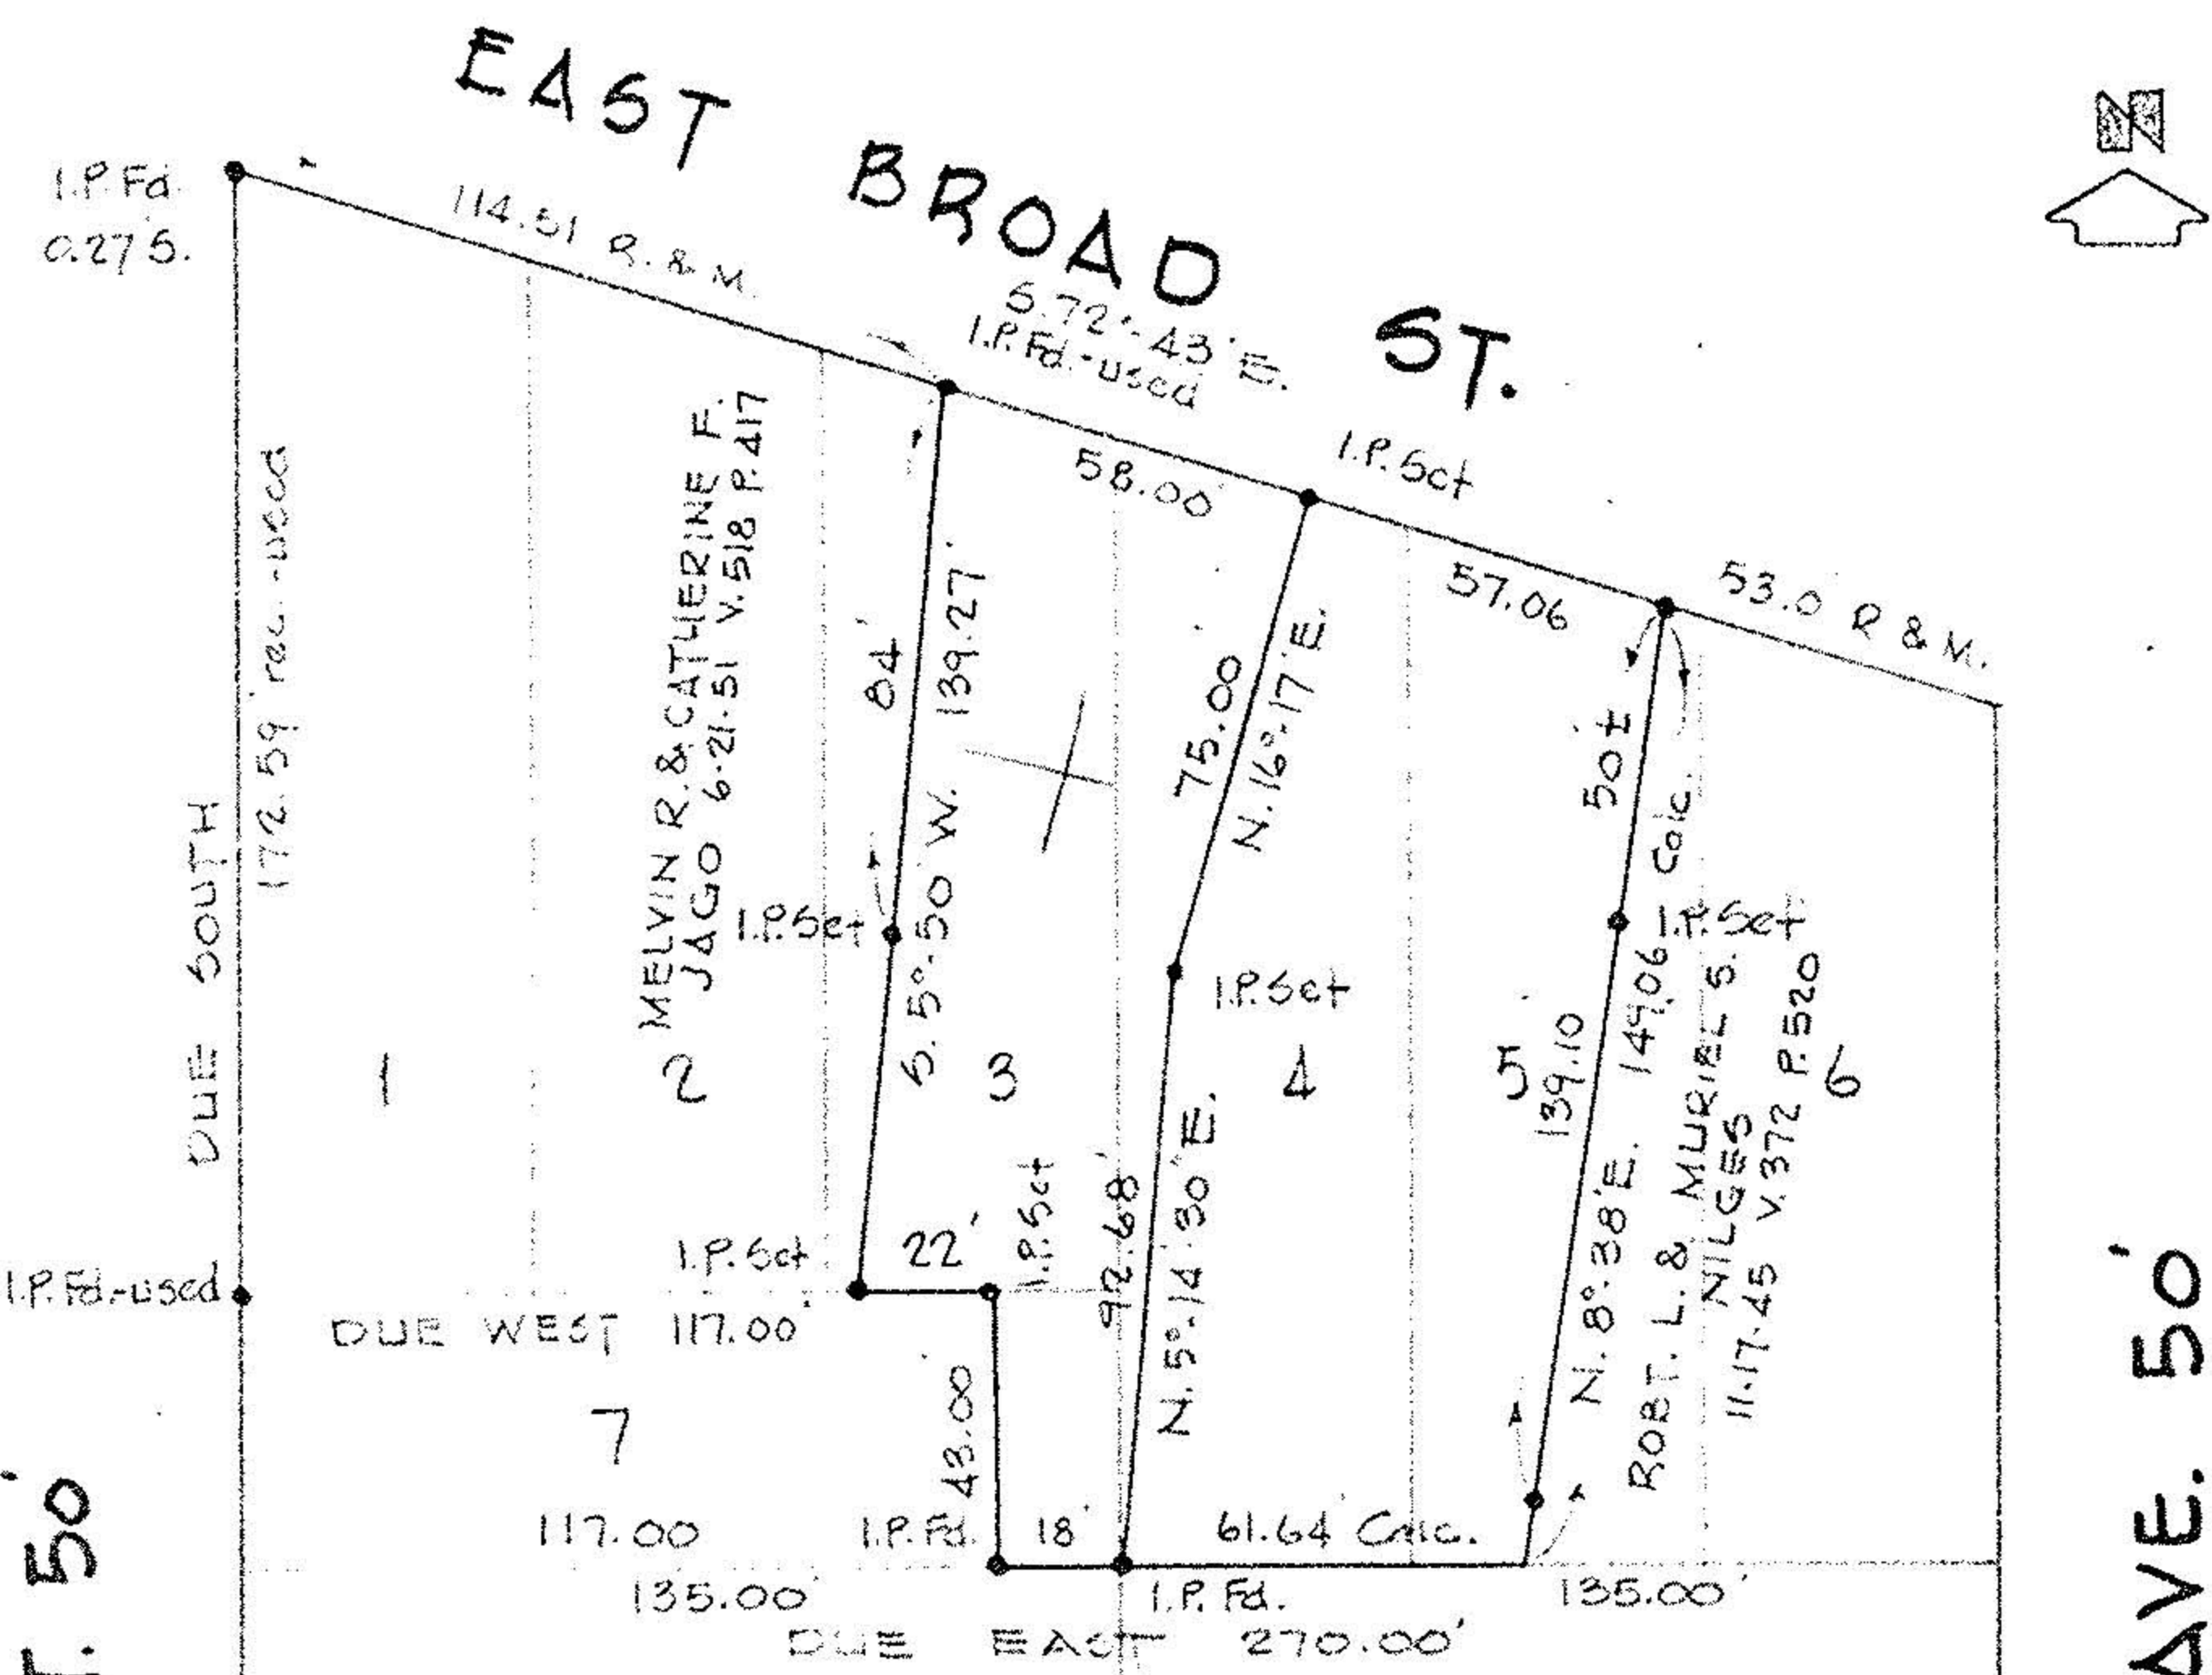 EAST BROAD ST.
N
I.P. Fd.
0.27'S.
114.51 R. & M.
S. 72°-43' E.
I.P. Fd.-used
58.00'
I.P. Set
57.06
53.0' R & M.
DUE SOUTH
172.59' rec.-used
MELVIN R. & CATHERINE F.
JAGO 6-21-51 V. 518 P. 417
84'
139.27'
S. 5°-50' W.
I.P. Set
75.00
N. 16°-17' E.
I.P. Set
50'±
149.06 Calc.
I.P. Set
139.10
N. 8°-38' E.
ROBT. L. & MURIEL S.
NILGES
11-17-45 V. 372 P. 520
1
2
3
4
5
6
I.P. Fd.-used
I.P. Set
22'
I.P. Set
92.68'
N. 5°-14'-30" E.
DUE WEST 117.00'
7
43.00
117.00
I.P. Fd.
18'
61.64' Calc.
135.00'
I.P. Fd.
135.00'
DUE EAST 270.00'
T. 50'
AVE. 50'